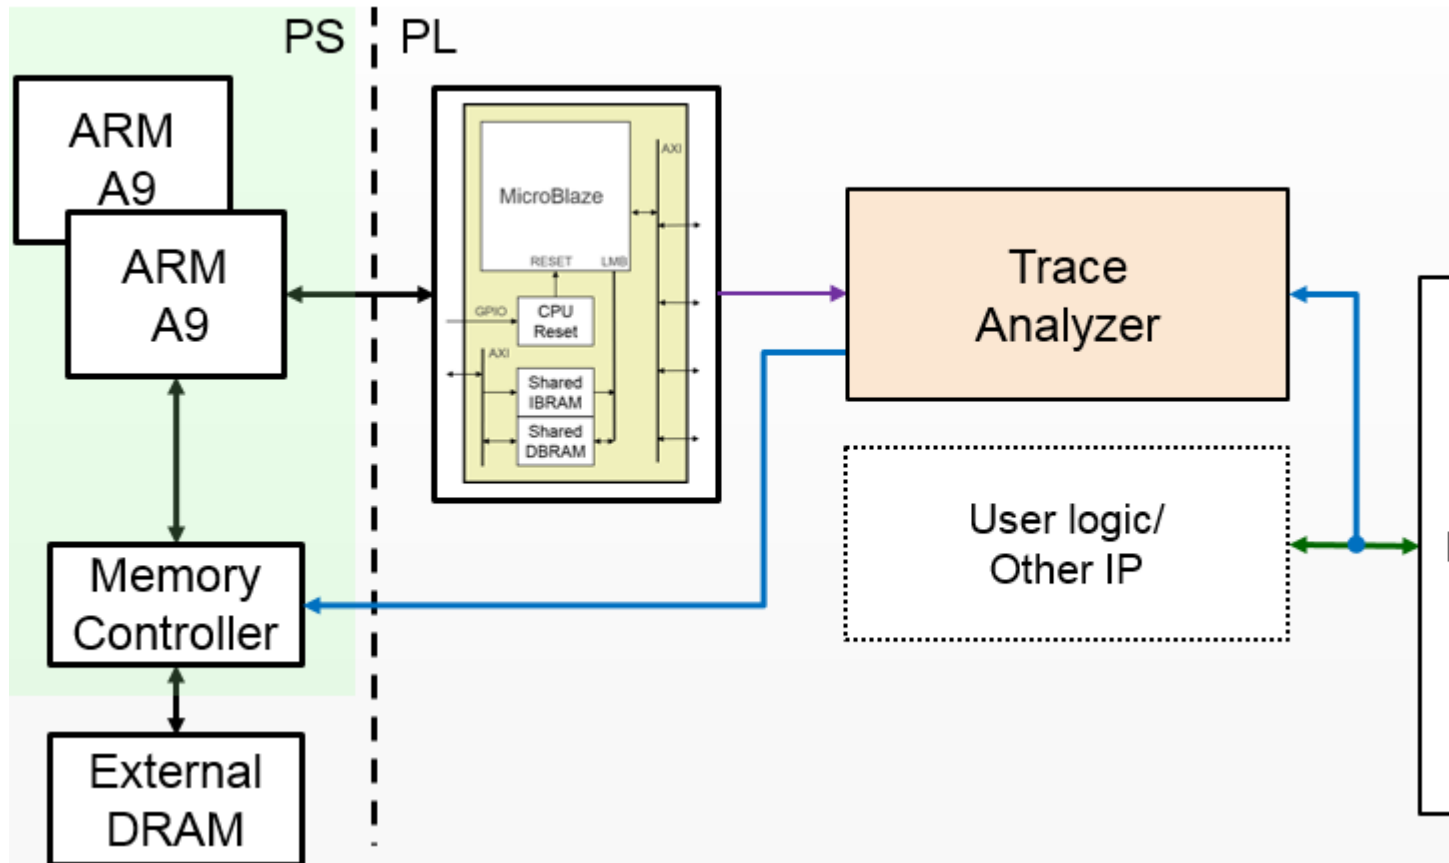 PS
PL
ARM
A9
ARM
A9
Memory
Controller
External
DRAM
MicroBlaze
AXI
RESET
LMB
GPIO
CPU
Reset
AXI
Shared
IBRAM
Shared
DBRAM
Trace
Analyzer
User logic/
Other IP